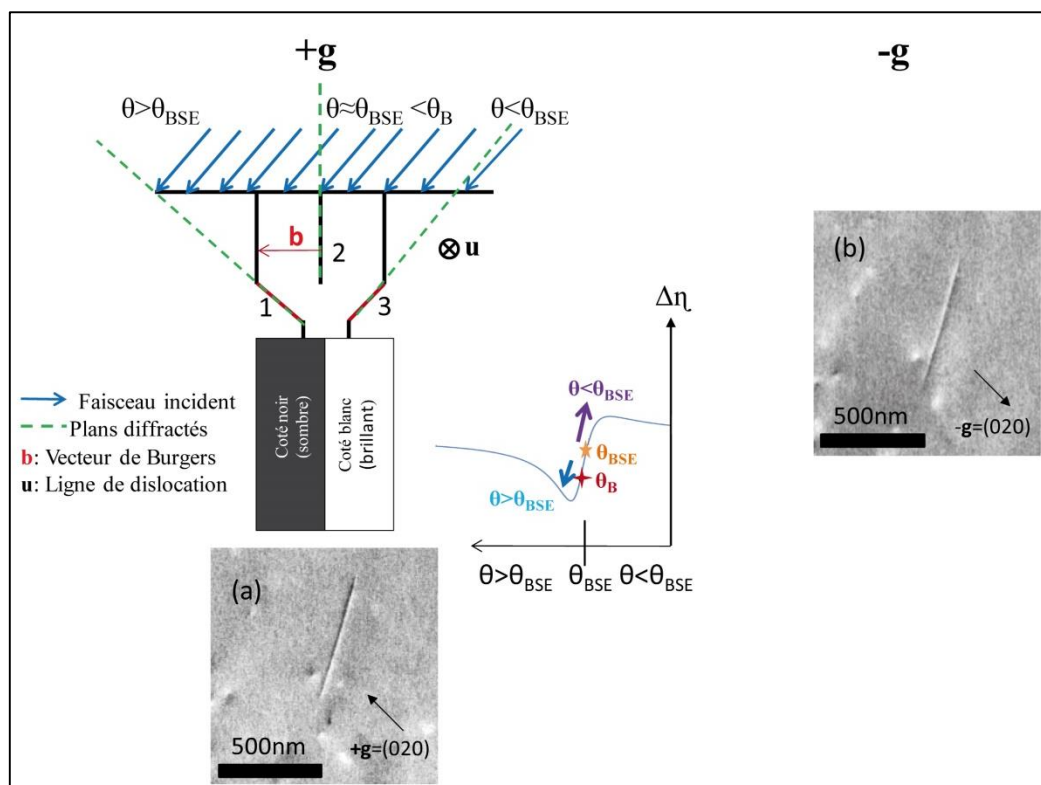 +g
-g
θ>θBSE
θ≈θBSE <θB
θ<θBSE
b
2
⊗ u
1
3
Coté noir
(sombre)
Coté blanc
(brillant)
Faisceau incident
Plans diffractés
b: Vecteur de Burgers
u: Ligne de dislocation
Δη
θ<θBSE
θBSE
θB
θ>θBSE
θ>θBSE θBSE θ<θBSE
(a)
500nm
+g=(020)
(b)
500nm
-g=(020)